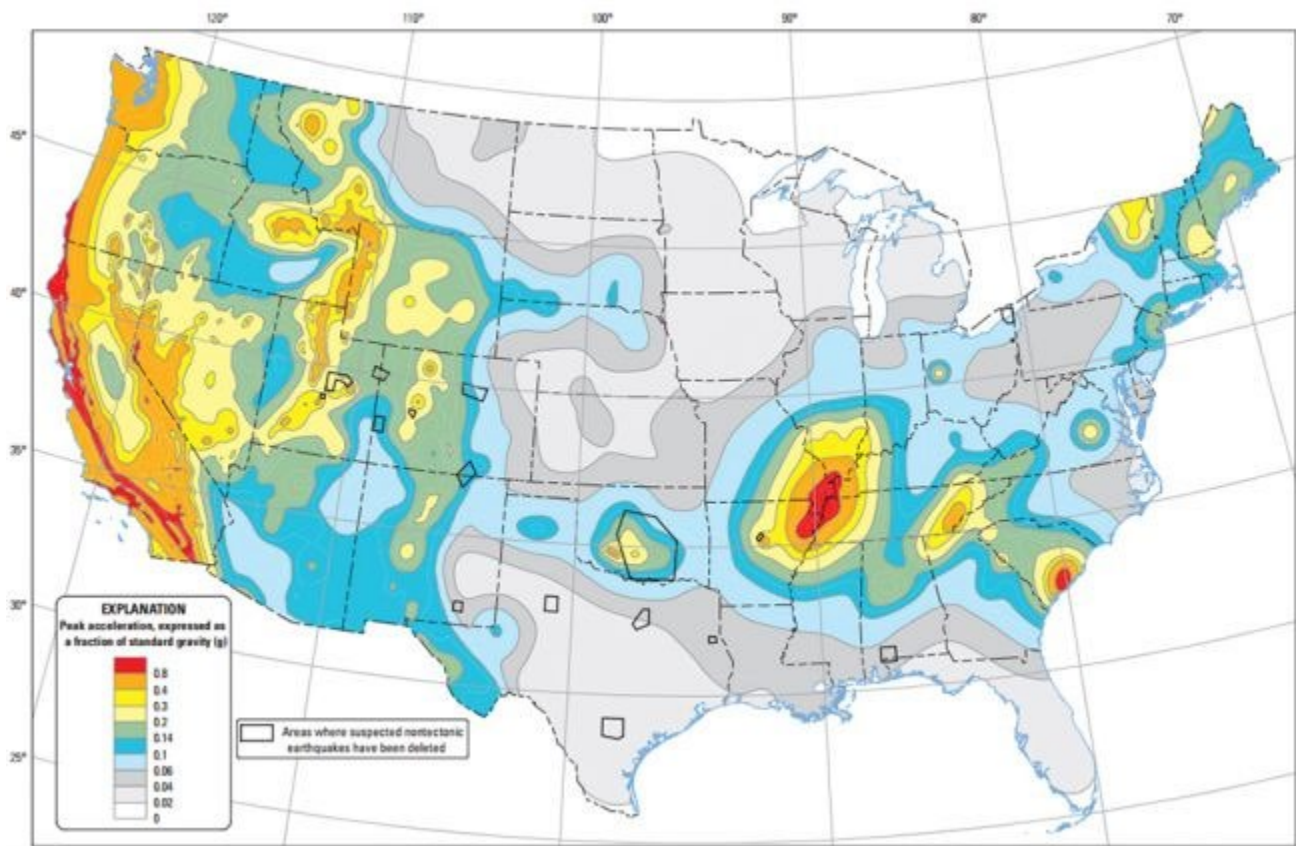 120° 110° 100° 90° 80° 70°
45°
40°
35°
30°
25°
EXPLANATION
Peak acceleration, expressed as
a fraction of standard gravity (g)
0.8
0.4
0.3
0.2
0.14
0.1
0.06
0.04
0.02
0
Areas where suspected nontectonic
earthquakes have been deleted